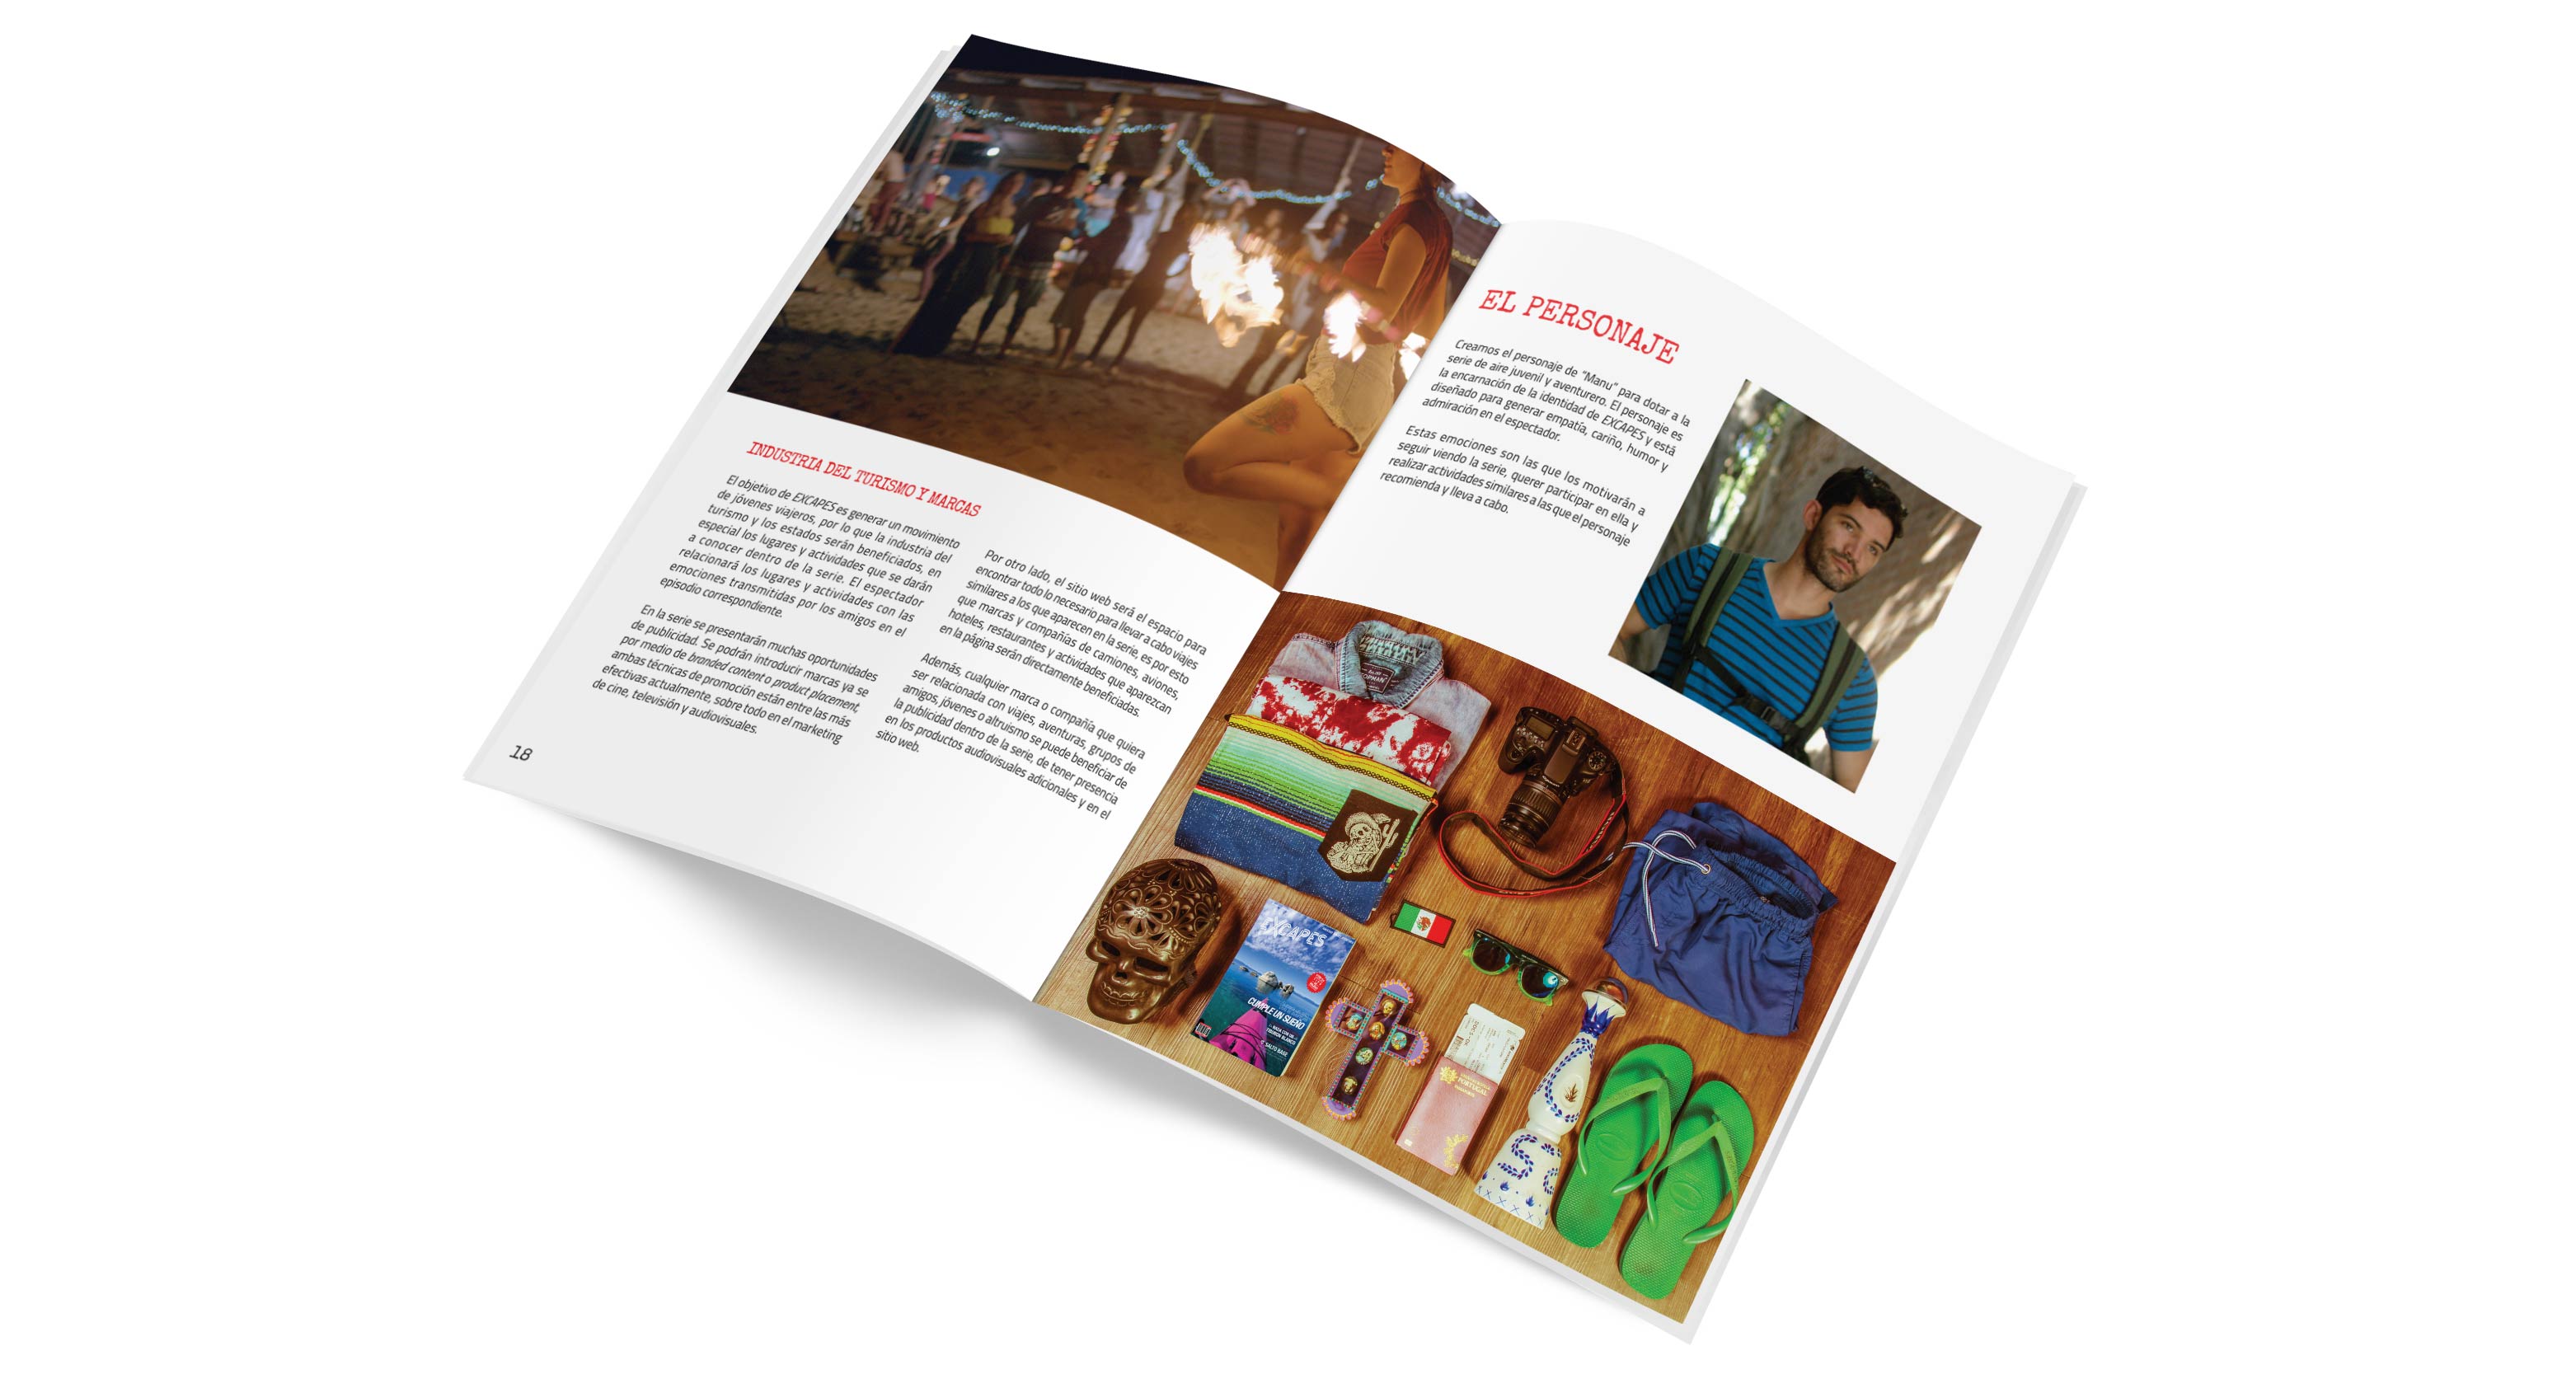 INDUSTRIA DEL TURISMO Y MARCAS
El objetivo de EXCAPES es generar un movimiento
de jóvenes viajeros, por lo que la industria del
turismo y los estados serán beneficiados, en
especial los lugares y actividades que se darán
a conocer dentro de la serie. El espectador
relacionará los lugares y actividades con las
emociones transmitidas por los amigos en el
episodio correspondiente.
En la serie se presentarán muchas oportunidades
de publicidad. Se podrán introducir marcas ya se
por medio de branded content o product placement,
ambas técnicas de promoción están entre las más
efectivas actualmente, sobre todo en el marketing
de cine, televisión y audiovisuales.
Por otro lado, el sitio web será el espacio para
encontrar todo lo necesario para llevar a cabo viajes
similares a los que aparecen en la serie, es por esto
que marcas y compañías de camiones, aviones,
hoteles, restaurantes y actividades que aparezcan
en la página serán directamente beneficiadas.
Además, cualquier marca o compañía que quiera
ser relacionada con viajes, aventuras, grupos de
amigos, jóvenes o altruismo se puede beneficiar de
la publicidad dentro de la serie, de tener presencia
en los productos audiovisuales adicionales y en el
sitio web.
18
EL PERSONAJE
Creamos el personaje de "Manu" para dotar a la
serie de aire juvenil y aventurero. El personaje es
la encarnación de la identidad de EXCAPES y está
diseñado para generar empatía, cariño, humor y
admiración en el espectador.
Estas emociones son las que los motivarán a
seguir viendo la serie, querer participar en ella y
realizar actividades similares a las que el personaje
recomienda y lleva a cabo.
TOPMAN
EXCAPES
CUMPLE UN SUEÑO
NADA CON UN
TIBURÓN BLANCO
SALTO BASE
PORTUGAL